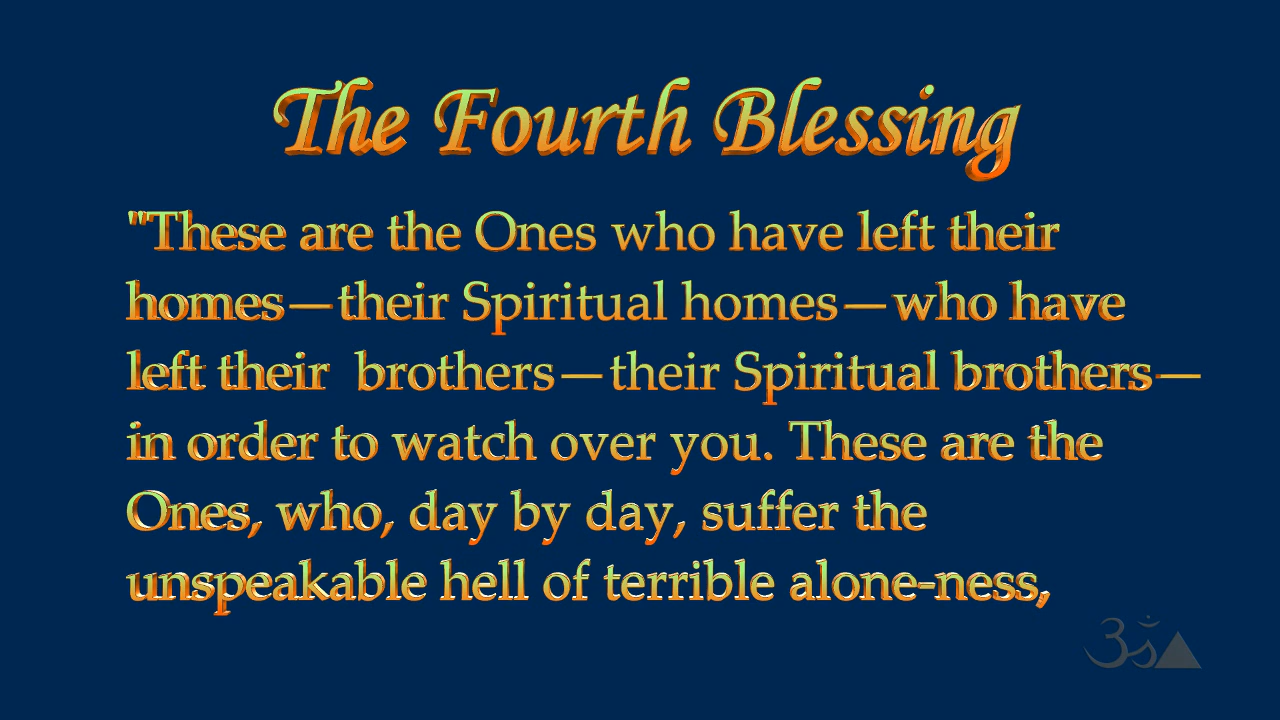 The Fourth Blessing
"These are the Ones who have left their
homes—their Spiritual homes—who have
left their  brothers—their Spiritual brothers—
in order to watch over you. These are the
Ones, who, day by day, suffer the
unspeakable hell of terrible alone-ness,